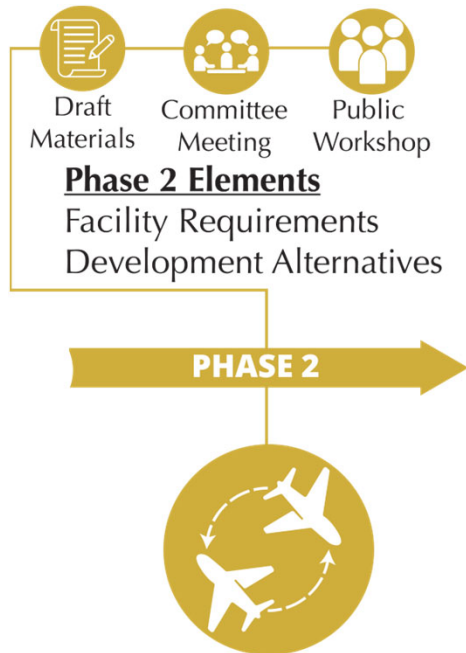 Draft Materials
Committee Meeting
Public Workshop
Phase 2 Elements
Facility Requirements
Development Alternatives
PHASE 2